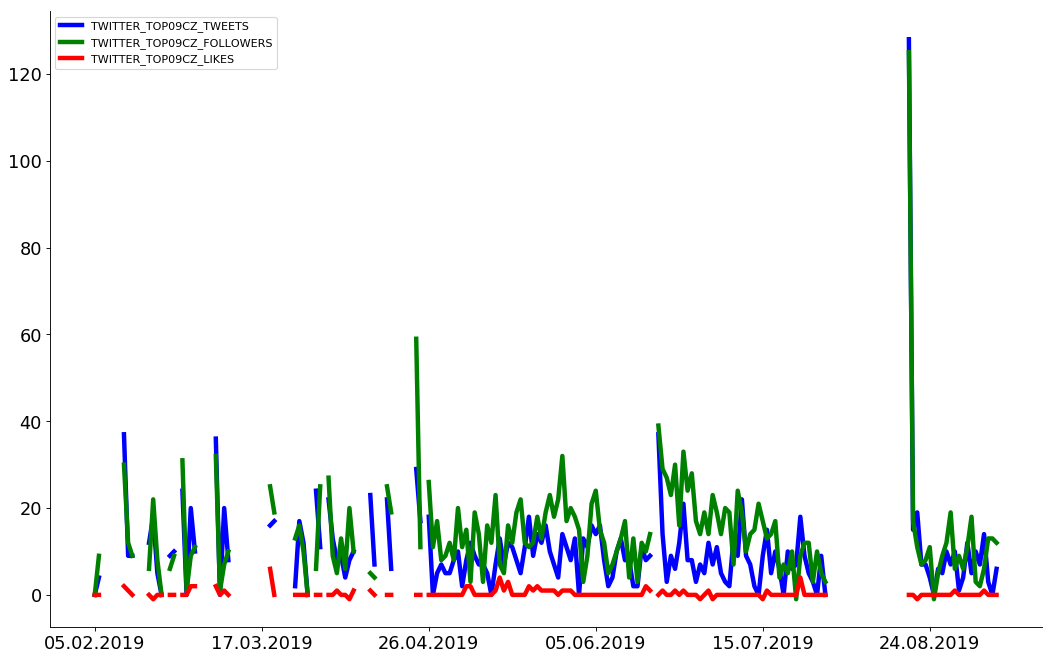 TWITTER_TOP09CZ_TWEETS
TWITTER_TOP09CZ_FOLLOWERS
TWITTER_TOP09CZ_LIKES
120
100
80
60
40
20
0
05.02.2019 17.03.2019 26.04.2019 05.06.2019 15.07.2019 24.08.2019